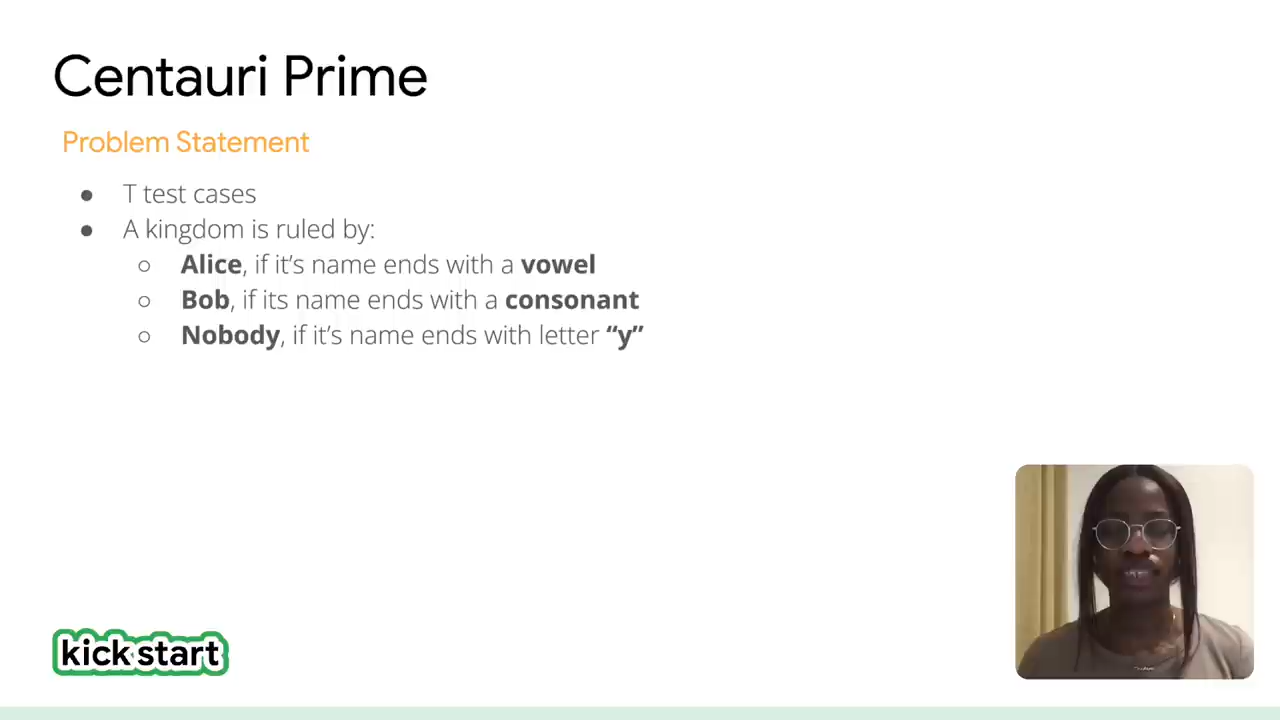 Centauri Prime
Problem Statement
● T test cases
● A kingdom is ruled by:
○ Alice, if it’s name ends with a vowel
○ Bob, if its name ends with a consonant
○ Nobody, if it’s name ends with letter “y”
kick start